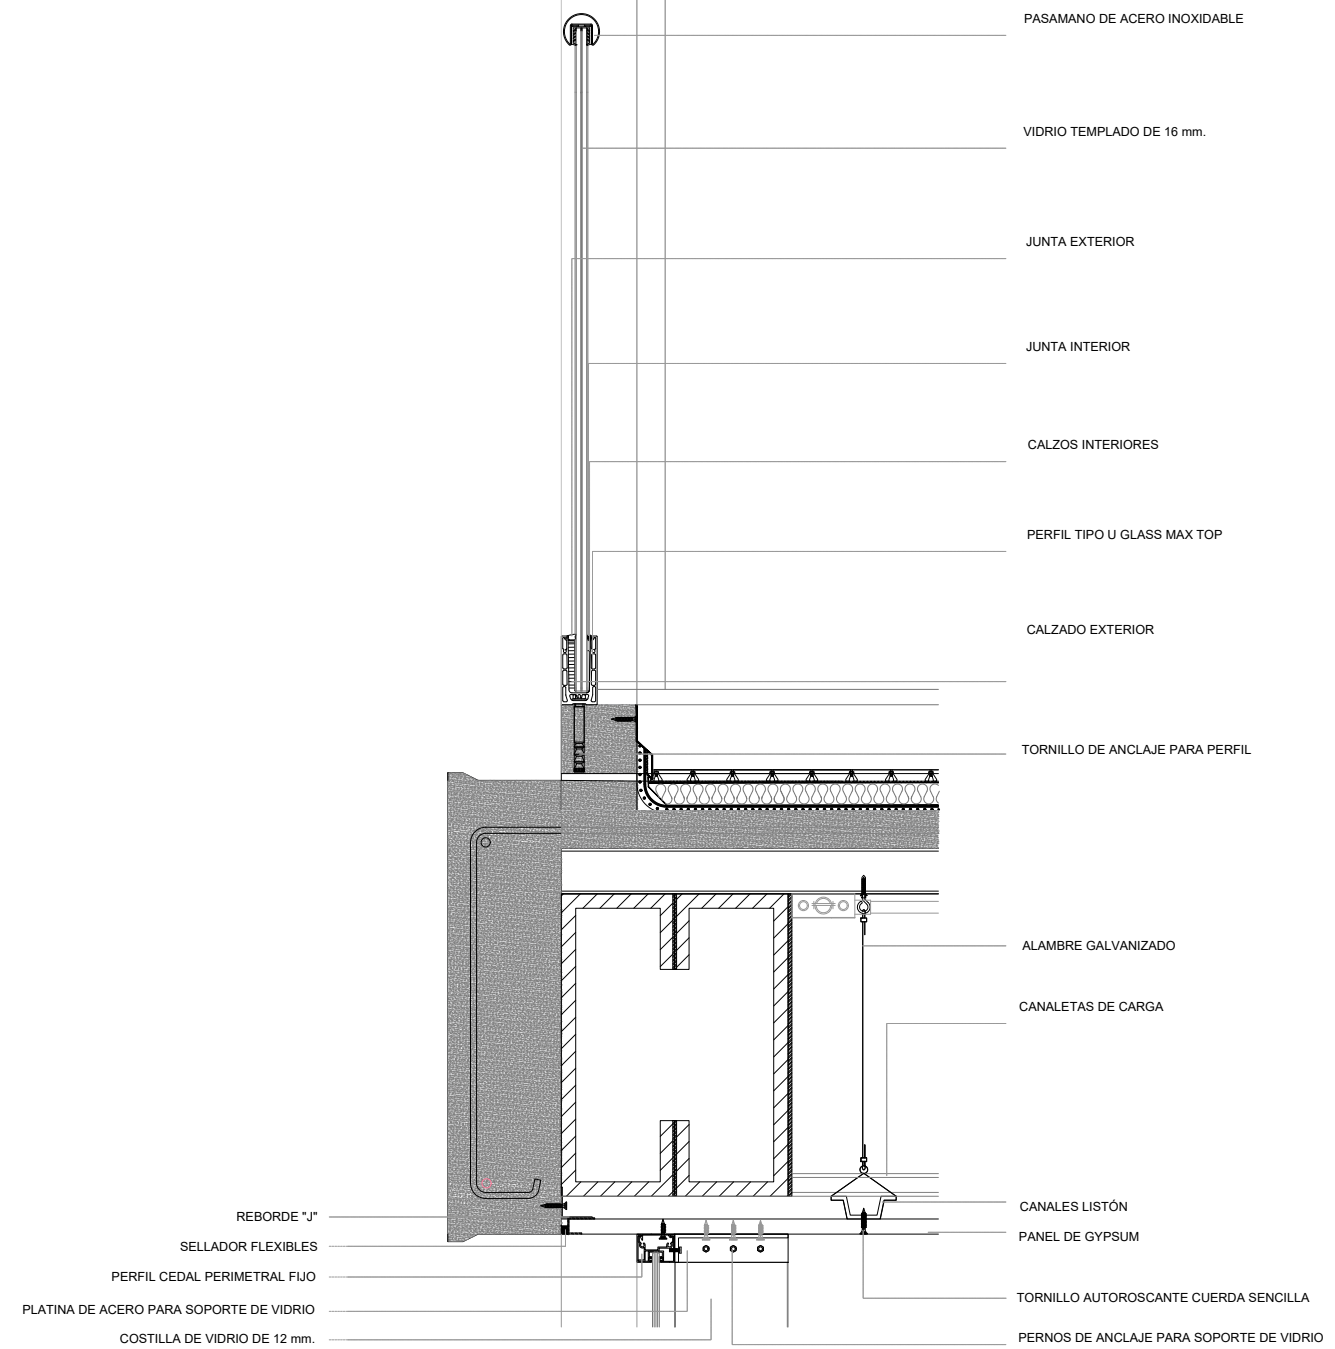 PASAMANO DE ACERO INOXIDABLE
VIDRIO TEMPLADO DE 16 mm.
JUNTA EXTERIOR
JUNTA INTERIOR
CALZOS INTERIORES
PERFIL TIPO U GLASS MAX TOP
CALZADO EXTERIOR
TORNILLO DE ANCLAJE PARA PERFIL
ALAMBRE GALVANIZADO
CANALETAS DE CARGA
CANALES LISTÓN
PANEL DE GYPSUM
TORNILLO AUTOROSCANTE CUERDA SENCILLA
PERNOS DE ANCLAJE PARA SOPORTE DE VIDRIO
REBORDE "J"
SELLADOR FLEXIBLES
PERFIL CEDAL PERIMETRAL FIJO
PLATINA DE ACERO PARA SOPORTE DE VIDRIO
COSTILLA DE VIDRIO DE 12 mm.